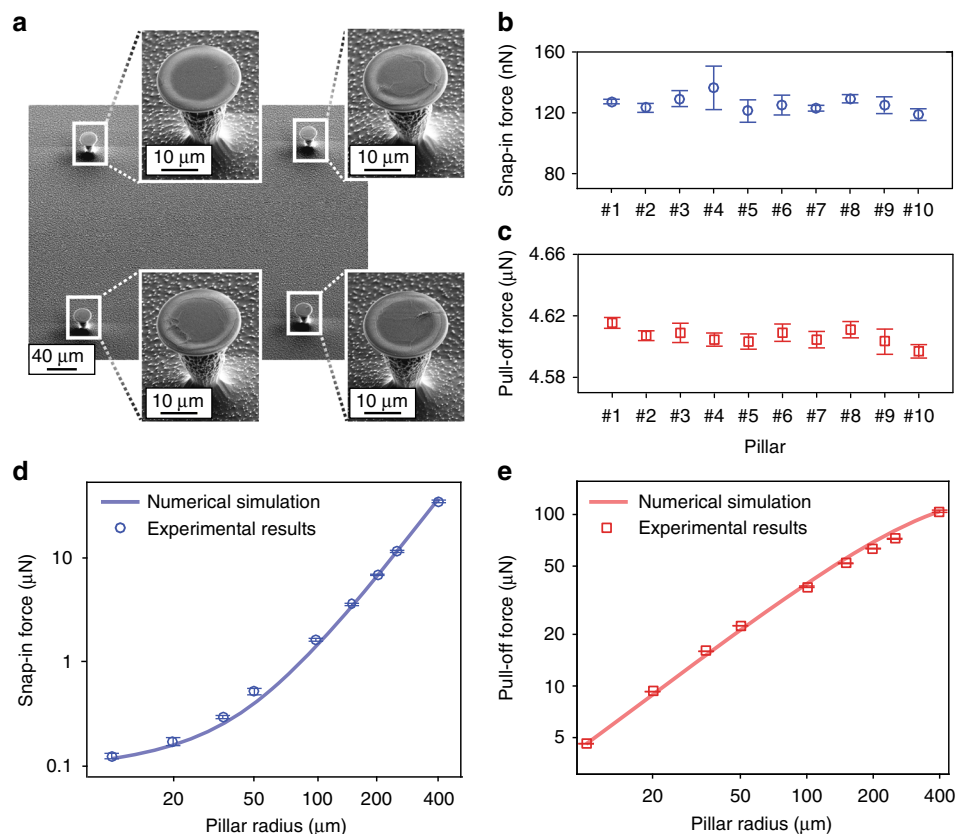 a
10 μm
10 μm
10 μm
10 μm
40 μm
b
Snap-in force (nN)
160
120
80
#1 #2 #3 #4 #5 #6 #7 #8 #9 #10
c
Pull-off force (μN)
4.66
4.62
4.58
#1 #2 #3 #4 #5 #6 #7 #8 #9 #10
Pillar
d
Numerical simulation
Experimental results
Snap-in force (μN)
10
1
0.1
20 50 100 200 400
Pillar radius (μm)
e
Numerical simulation
Experimental results
Pull-off force (μN)
100
50
20
10
5
20 50 100 200 400
Pillar radius (μm)